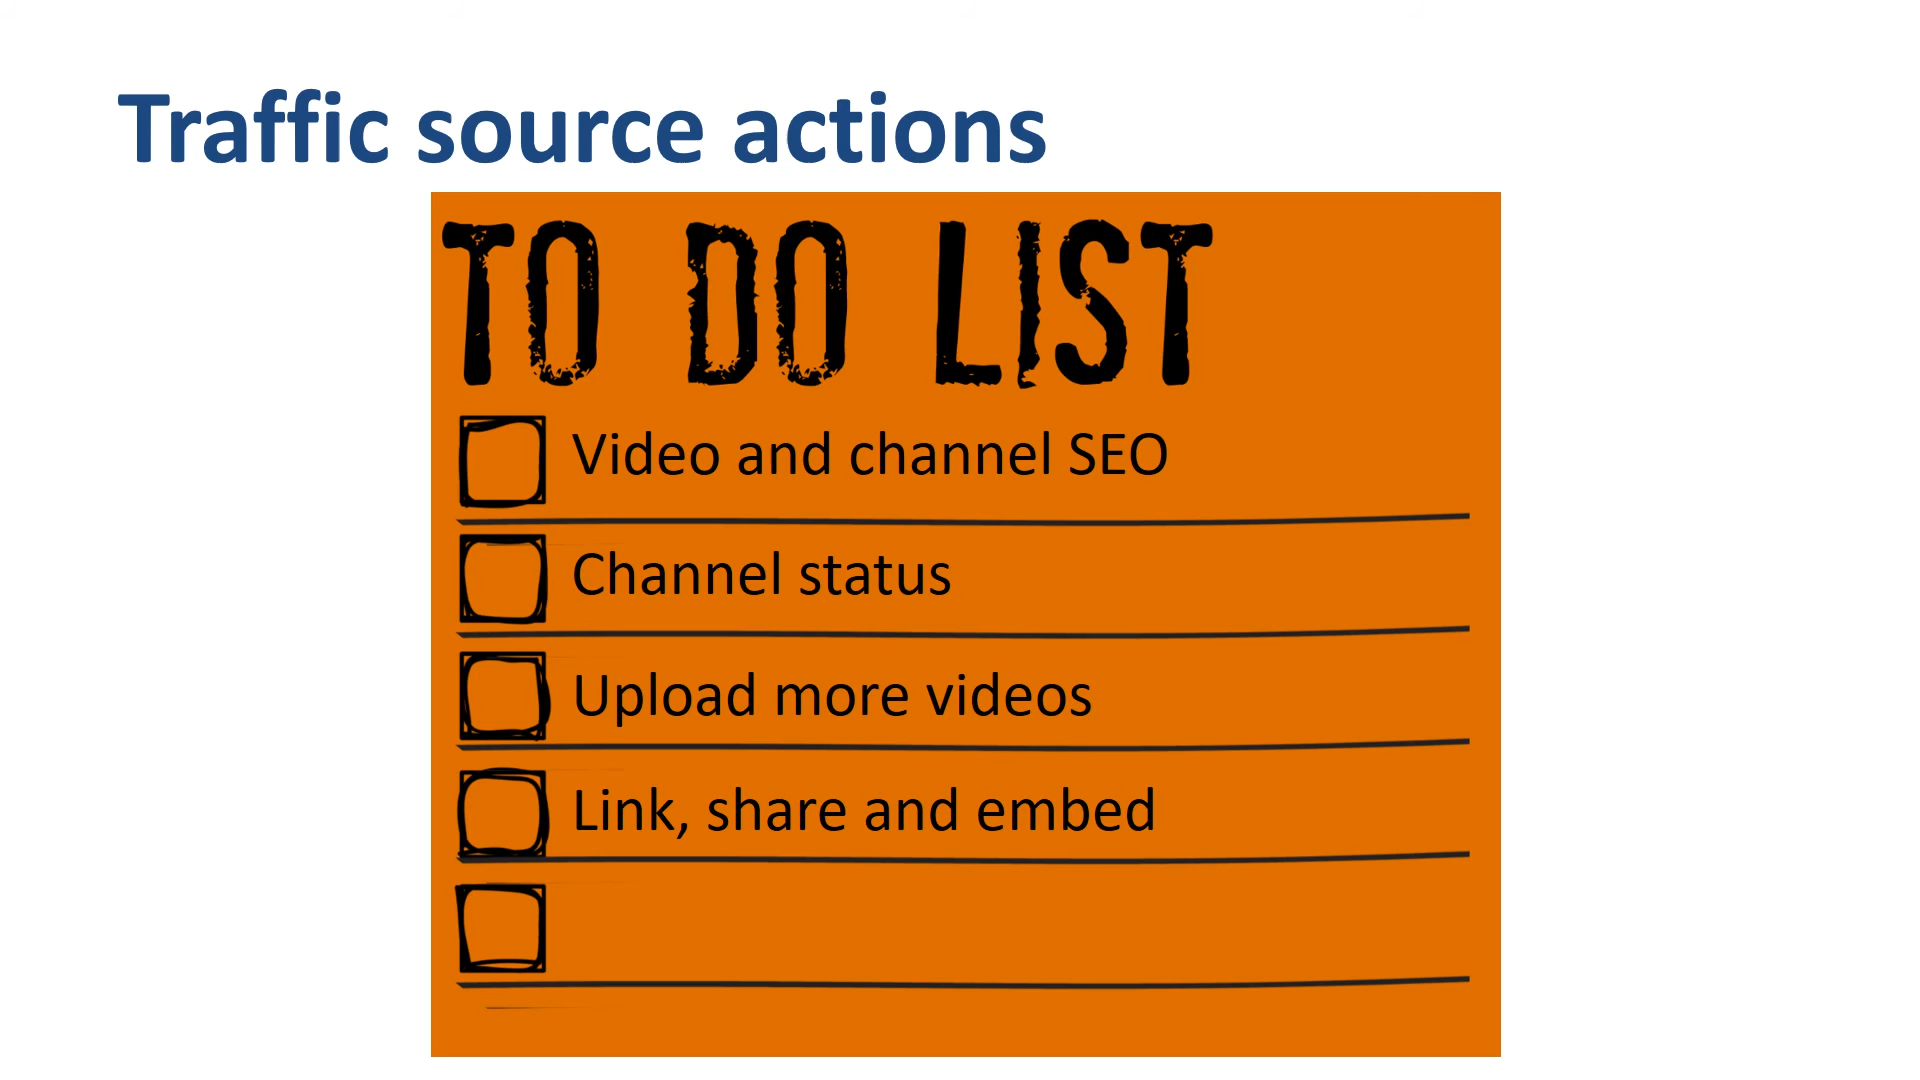 Traffic source actions
TO DO LIST
Video and channel SEO
Channel status
Upload more videos
Link, share and embed